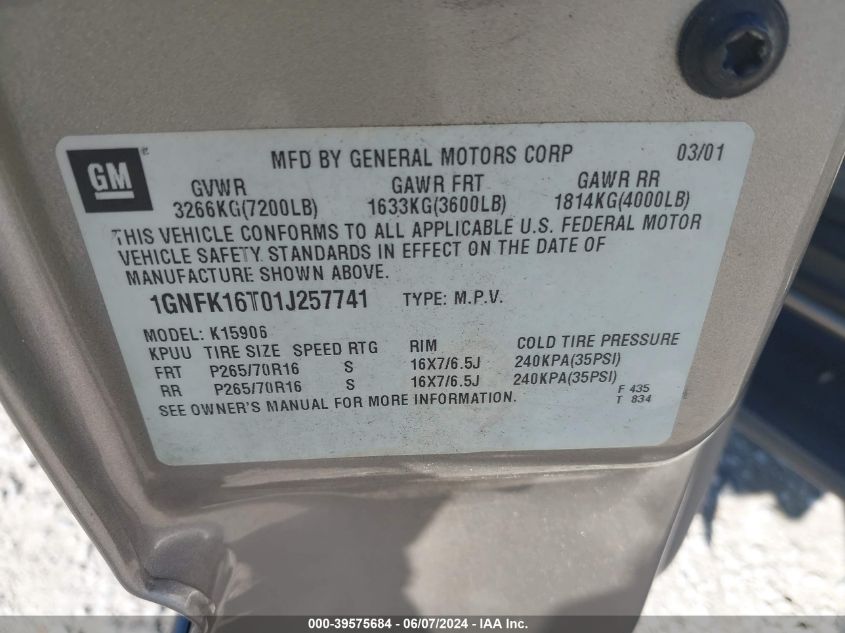 GM® MFD BY GENERAL MOTORS CORP 03/01
GVWR GAWR FRT GAWR RR
3266KG(7200LB) 1633KG(3600LB) 1814KG(4000LB)
THIS VEHICLE CONFORMS TO ALL APPLICABLE U.S. FEDERAL MOTOR
VEHICLE SAFETY STANDARDS IN EFFECT ON THE DATE OF
MANUFACTURE SHOWN ABOVE.
1GNFK16T01J257741 TYPE: M.P.V.
MODEL: K15906
KPUU TIRE SIZE SPEED RTG RIM COLD TIRE PRESSURE
FRT P265/70R16 S 16X7/6.5J 240KPA(35PSI)
RR P265/70R16 S 16X7/6.5J 240KPA(35PSI)
SEE OWNER'S MANUAL FOR MORE INFORMATION.
F 435
T 834
000-39575684 - 06/07/2024 - IAA Inc.